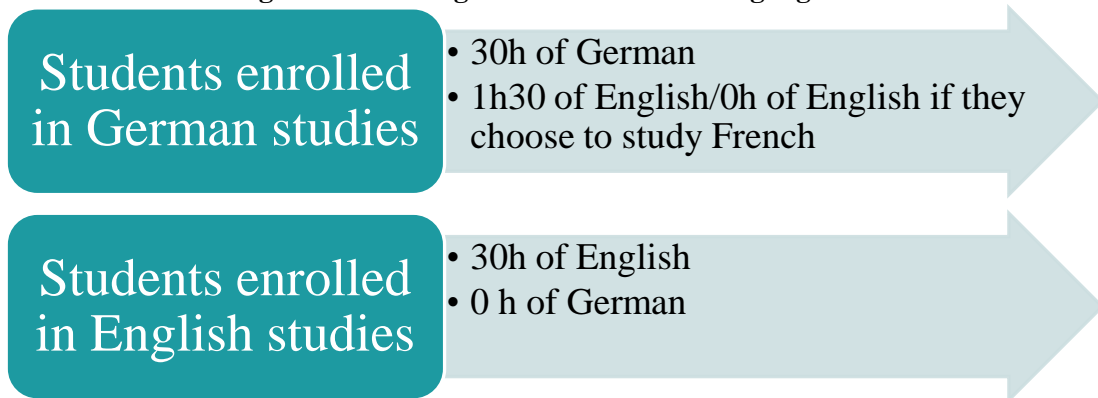 Students enrolled
in German studies
• 30h of German
• 1h30 of English/0h of English if they
choose to study French
Students enrolled
in English studies
• 30h of English
• 0 h of German